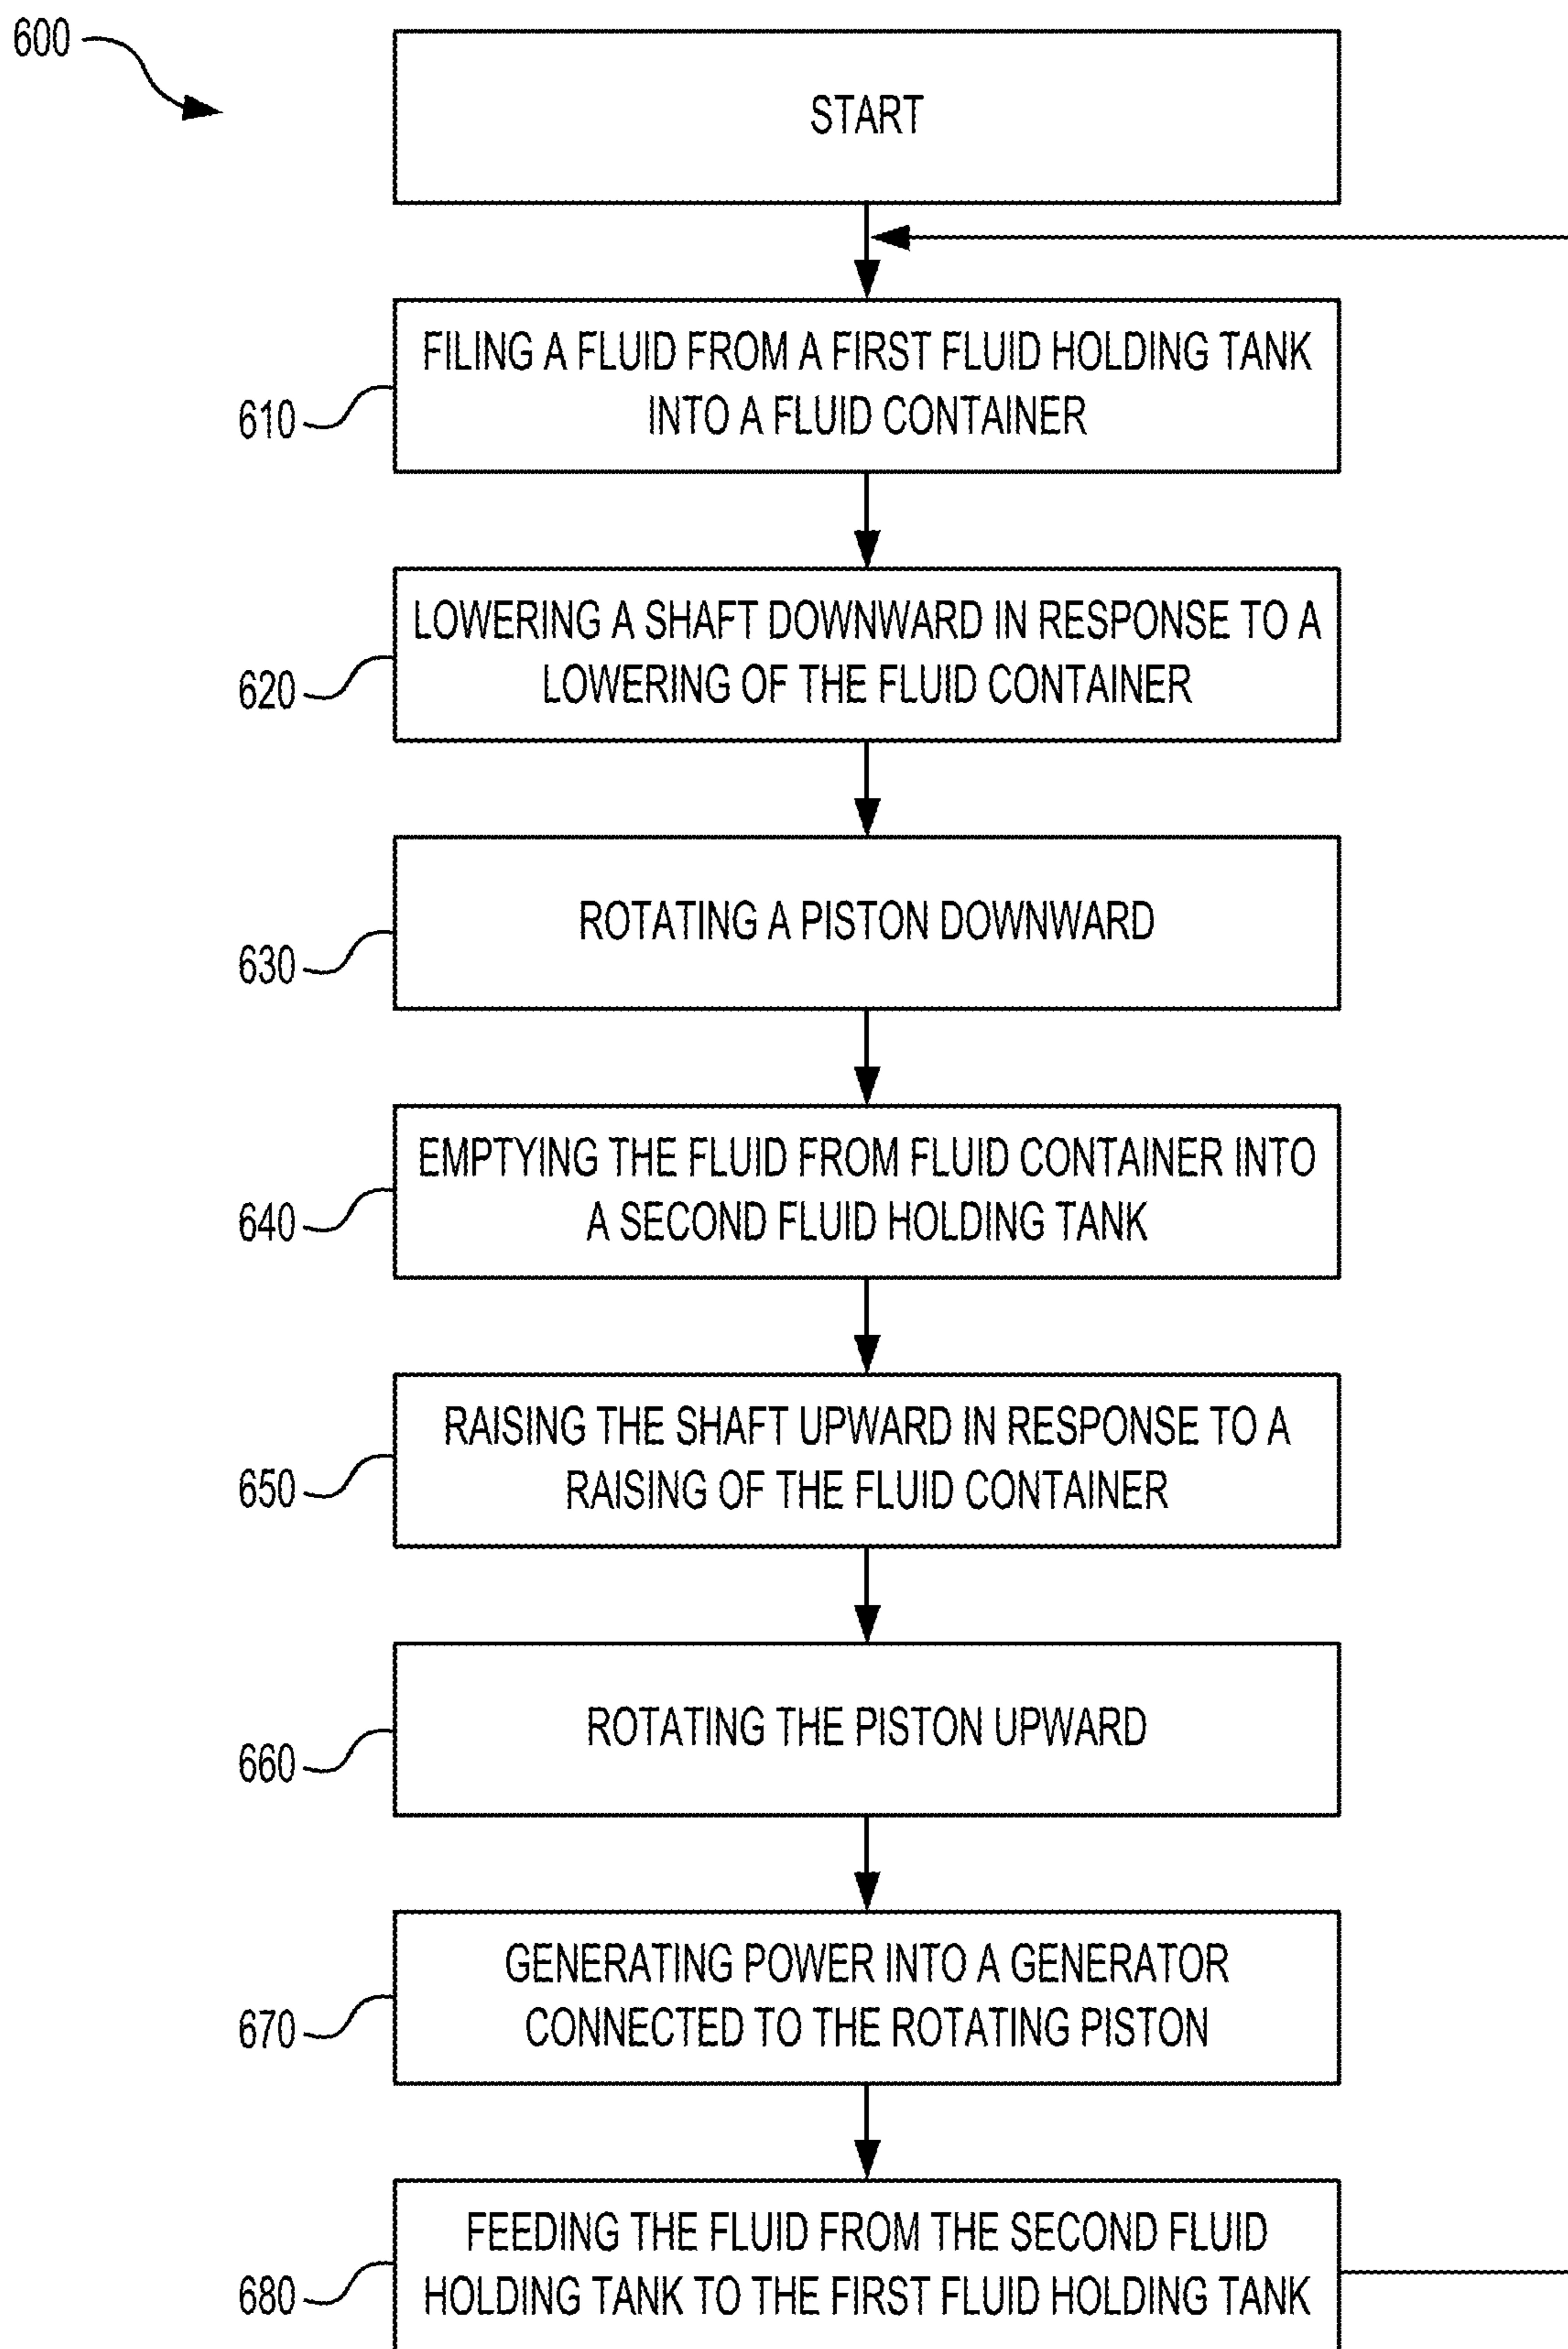 600
START
FILING A FLUID FROM A FIRST FLUID HOLDING TANK
INTO A FLUID CONTAINER
610
LOWERING A SHAFT DOWNWARD IN RESPONSE TO A
LOWERING OF THE FLUID CONTAINER
620
ROTATING A PISTON DOWNWARD
630
EMPTYING THE FLUID FROM FLUID CONTAINER INTO
A SECOND FLUID HOLDING TANK
640
RAISING THE SHAFT UPWARD IN RESPONSE TO A
RAISING OF THE FLUID CONTAINER
650
ROTATING THE PISTON UPWARD
660
GENERATING POWER INTO A GENERATOR
CONNECTED TO THE ROTATING PISTON
670
FEEDING THE FLUID FROM THE SECOND FLUID
HOLDING TANK TO THE FIRST FLUID HOLDING TANK
680